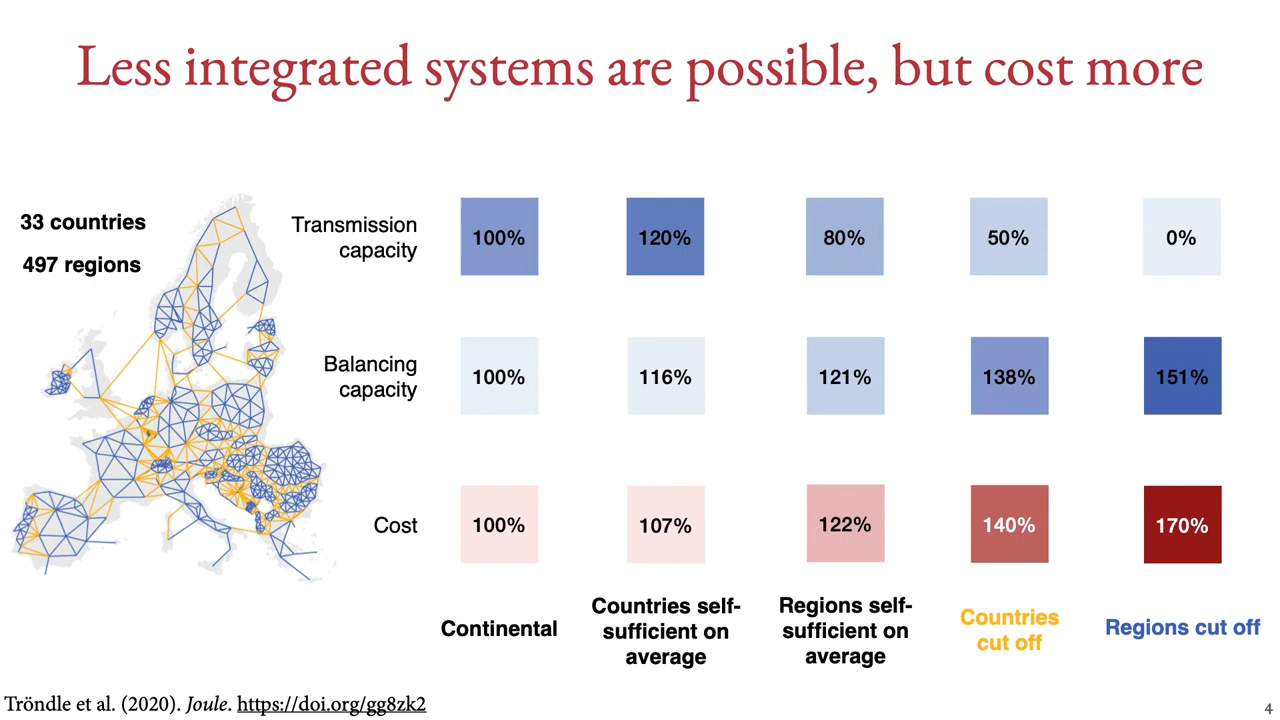 Less integrated systems are possible, but cost more
33 countries
497 regions
Transmission
capacity
100%
120%
80%
50%
0%
Balancing
capacity
100%
116%
121%
138%
151%
Cost
100%
107%
122%
140%
170%
Continental
Countries self-
sufficient on
average
Regions self-
sufficient on
average
Countries
cut off
Regions cut off
Tröndle et al. (2020). Joule. https://doi.org/gg8zk2
4